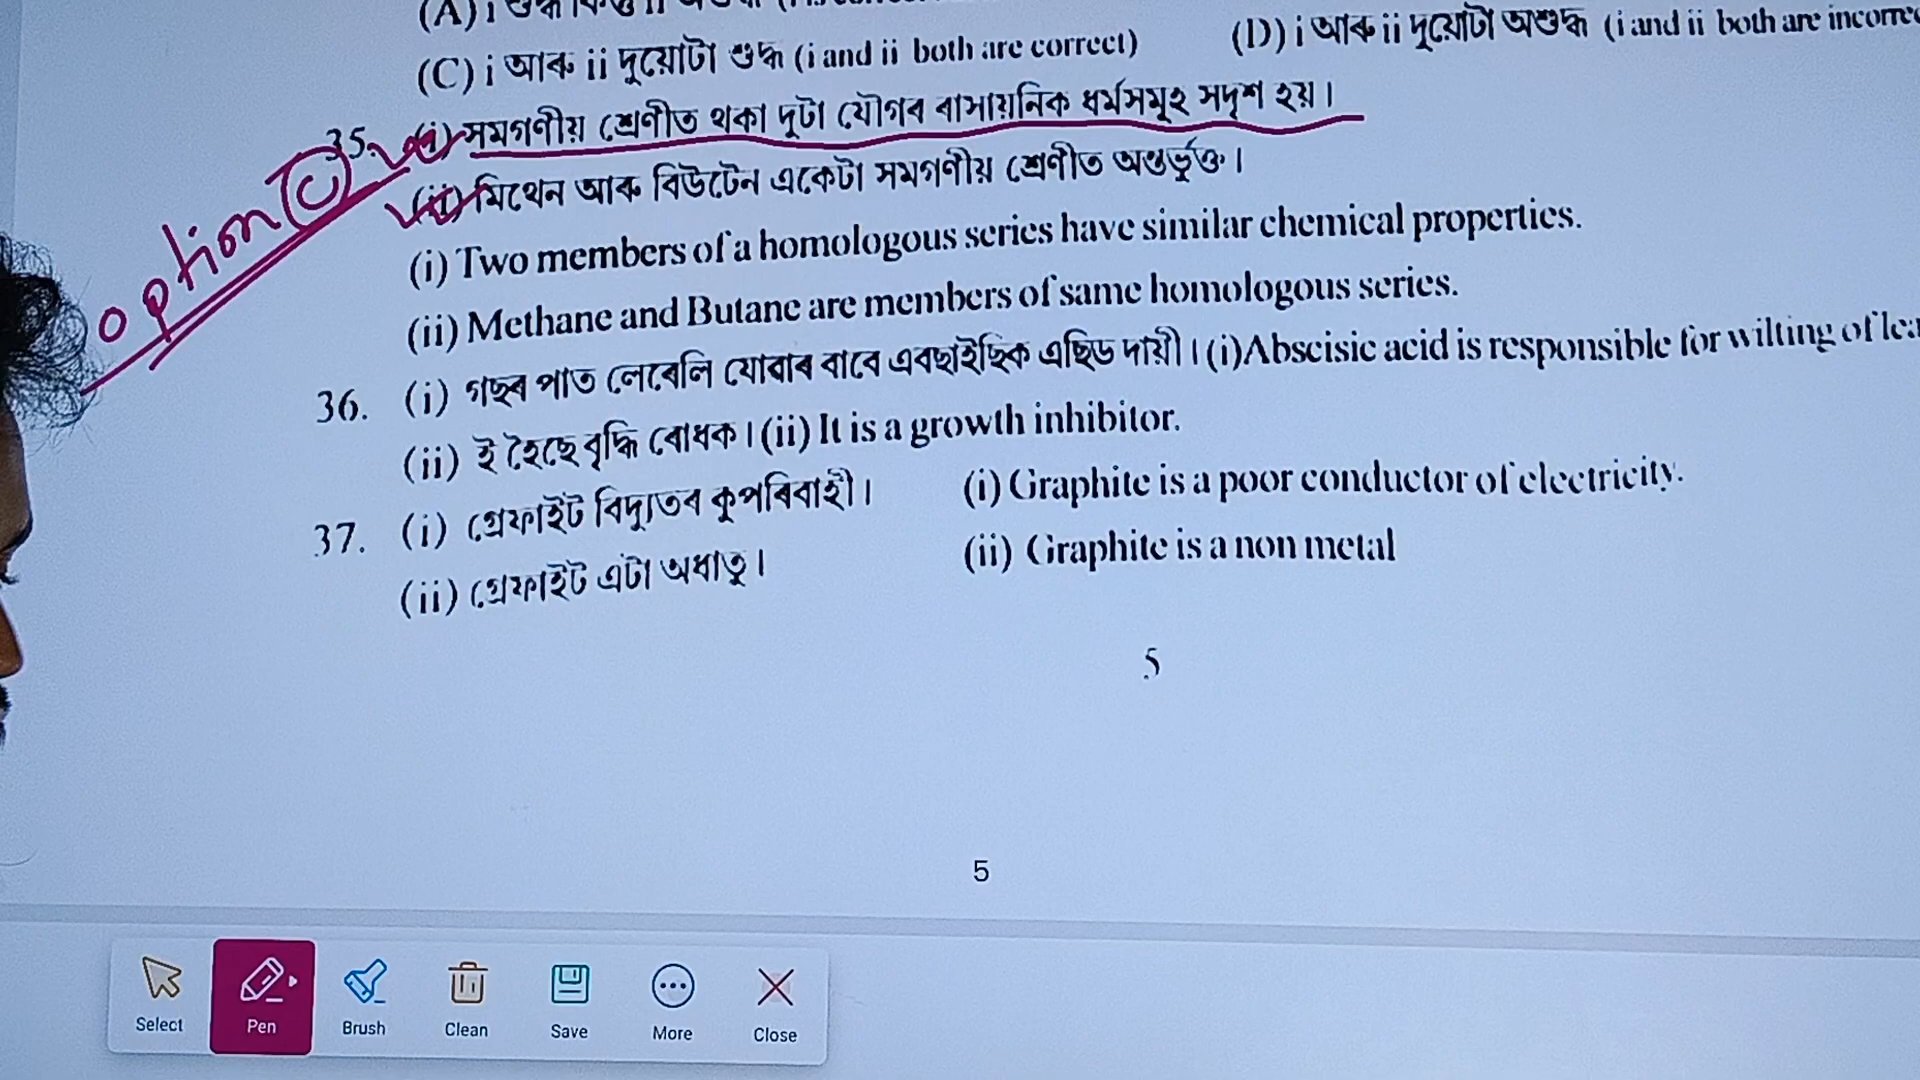 (C) i আৰু ii দুয়োটা শুদ্ধ (i and ii both are correct) (D) i আৰু ii দুয়োটা অশুদ্ধ (i and ii both are
35. (i) সমগণীয় শ্ৰেণীত থকা দুটা যৌগৰ ৰাসায়নিক ধৰ্মসমূহ সদৃশ হয়।
option (C)
(ii) মিথেন আৰু বিউটেন একেটা সমগণীয় শ্ৰেণীত অন্তৰ্ভুক্ত।
(i) Two members of a homologous series have similar chemical properties.
(ii) Methane and Butane are members of same homologous series.
36. (i) গছৰ পাত লেৰেলি যোৱাৰ বাবে এবছাইছিক এছিড দায়ী। (i) Abscisic acid is responsible for wilting of
(ii) ই হৈছে বৃদ্ধি ৰোধক। (ii) It is a growth inhibitor.
37. (i) গ্ৰেফাইট বিদ্যুতৰ কুপৰিবাহী। (i) Graphite is a poor conductor of electricity.
(ii) গ্ৰেফাইট এটা অধাতু। (ii) Graphite is a non metal
5
5
Select Pen Brush Clean Save More Close